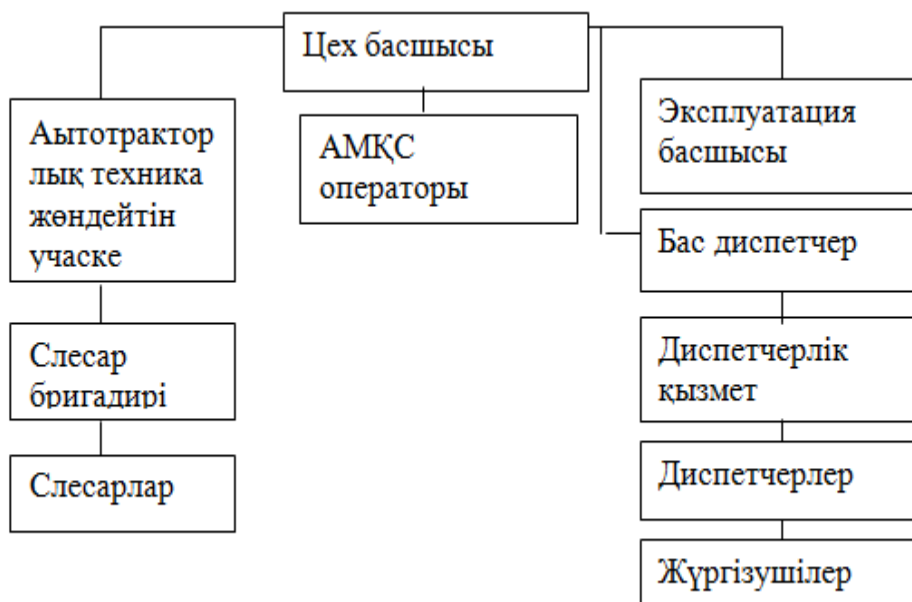 Цех басшысы
Аытотрактор
лық техника
жөндейтін
учаске
АМҚС
операторы
Эксплуатация
басшысы
Бас диспетчер
Слесар
бригадирі
Диспетчерлік
қызмет
Слесарлар
Диспетчерлер
Жүргізушілер